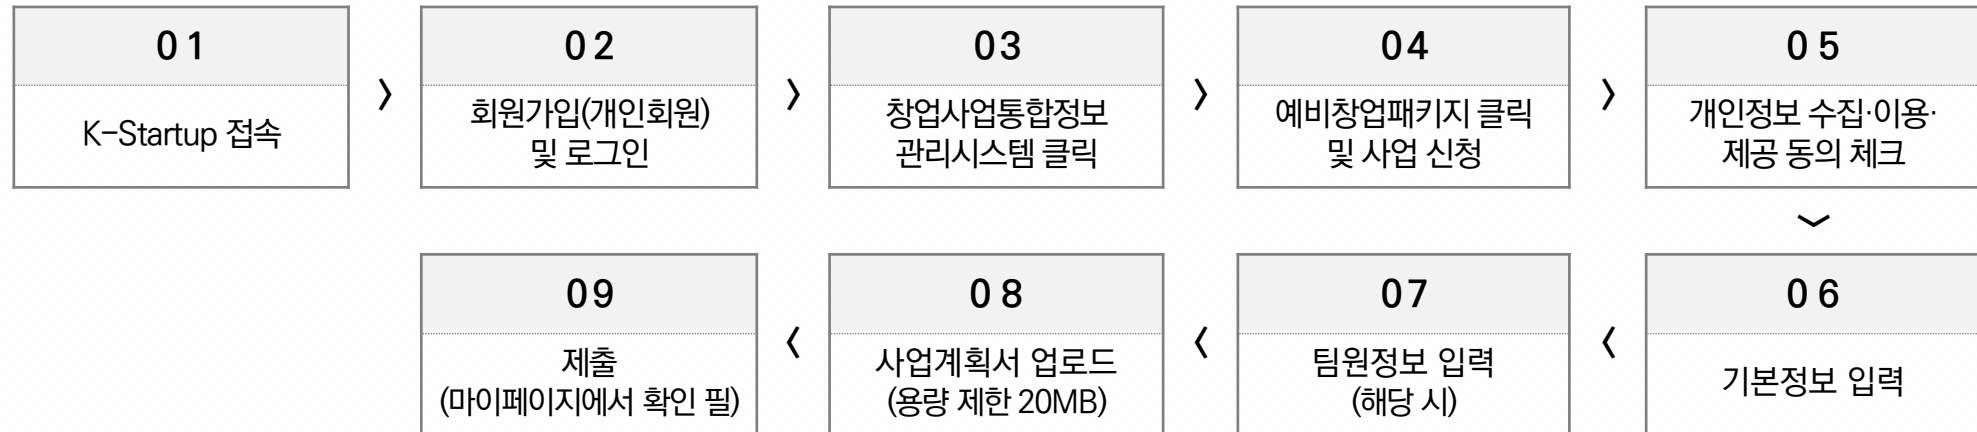 01
K-Startup 접속
〉
02
회원가입(개인회원)
및 로그인
〉
03
창업사업통합정보
관리시스템 클릭
〉
04
예비창업패키지 클릭
및 사업 신청
〉
05
개인정보 수집·이용·
제공 동의 체크
06
기본정보 입력
〈
07
팀원정보 입력
(해당 시)
〈
08
사업계획서 업로드
(용량 제한 20MB)
〈
09
제출
(마이페이지에서 확인 필)